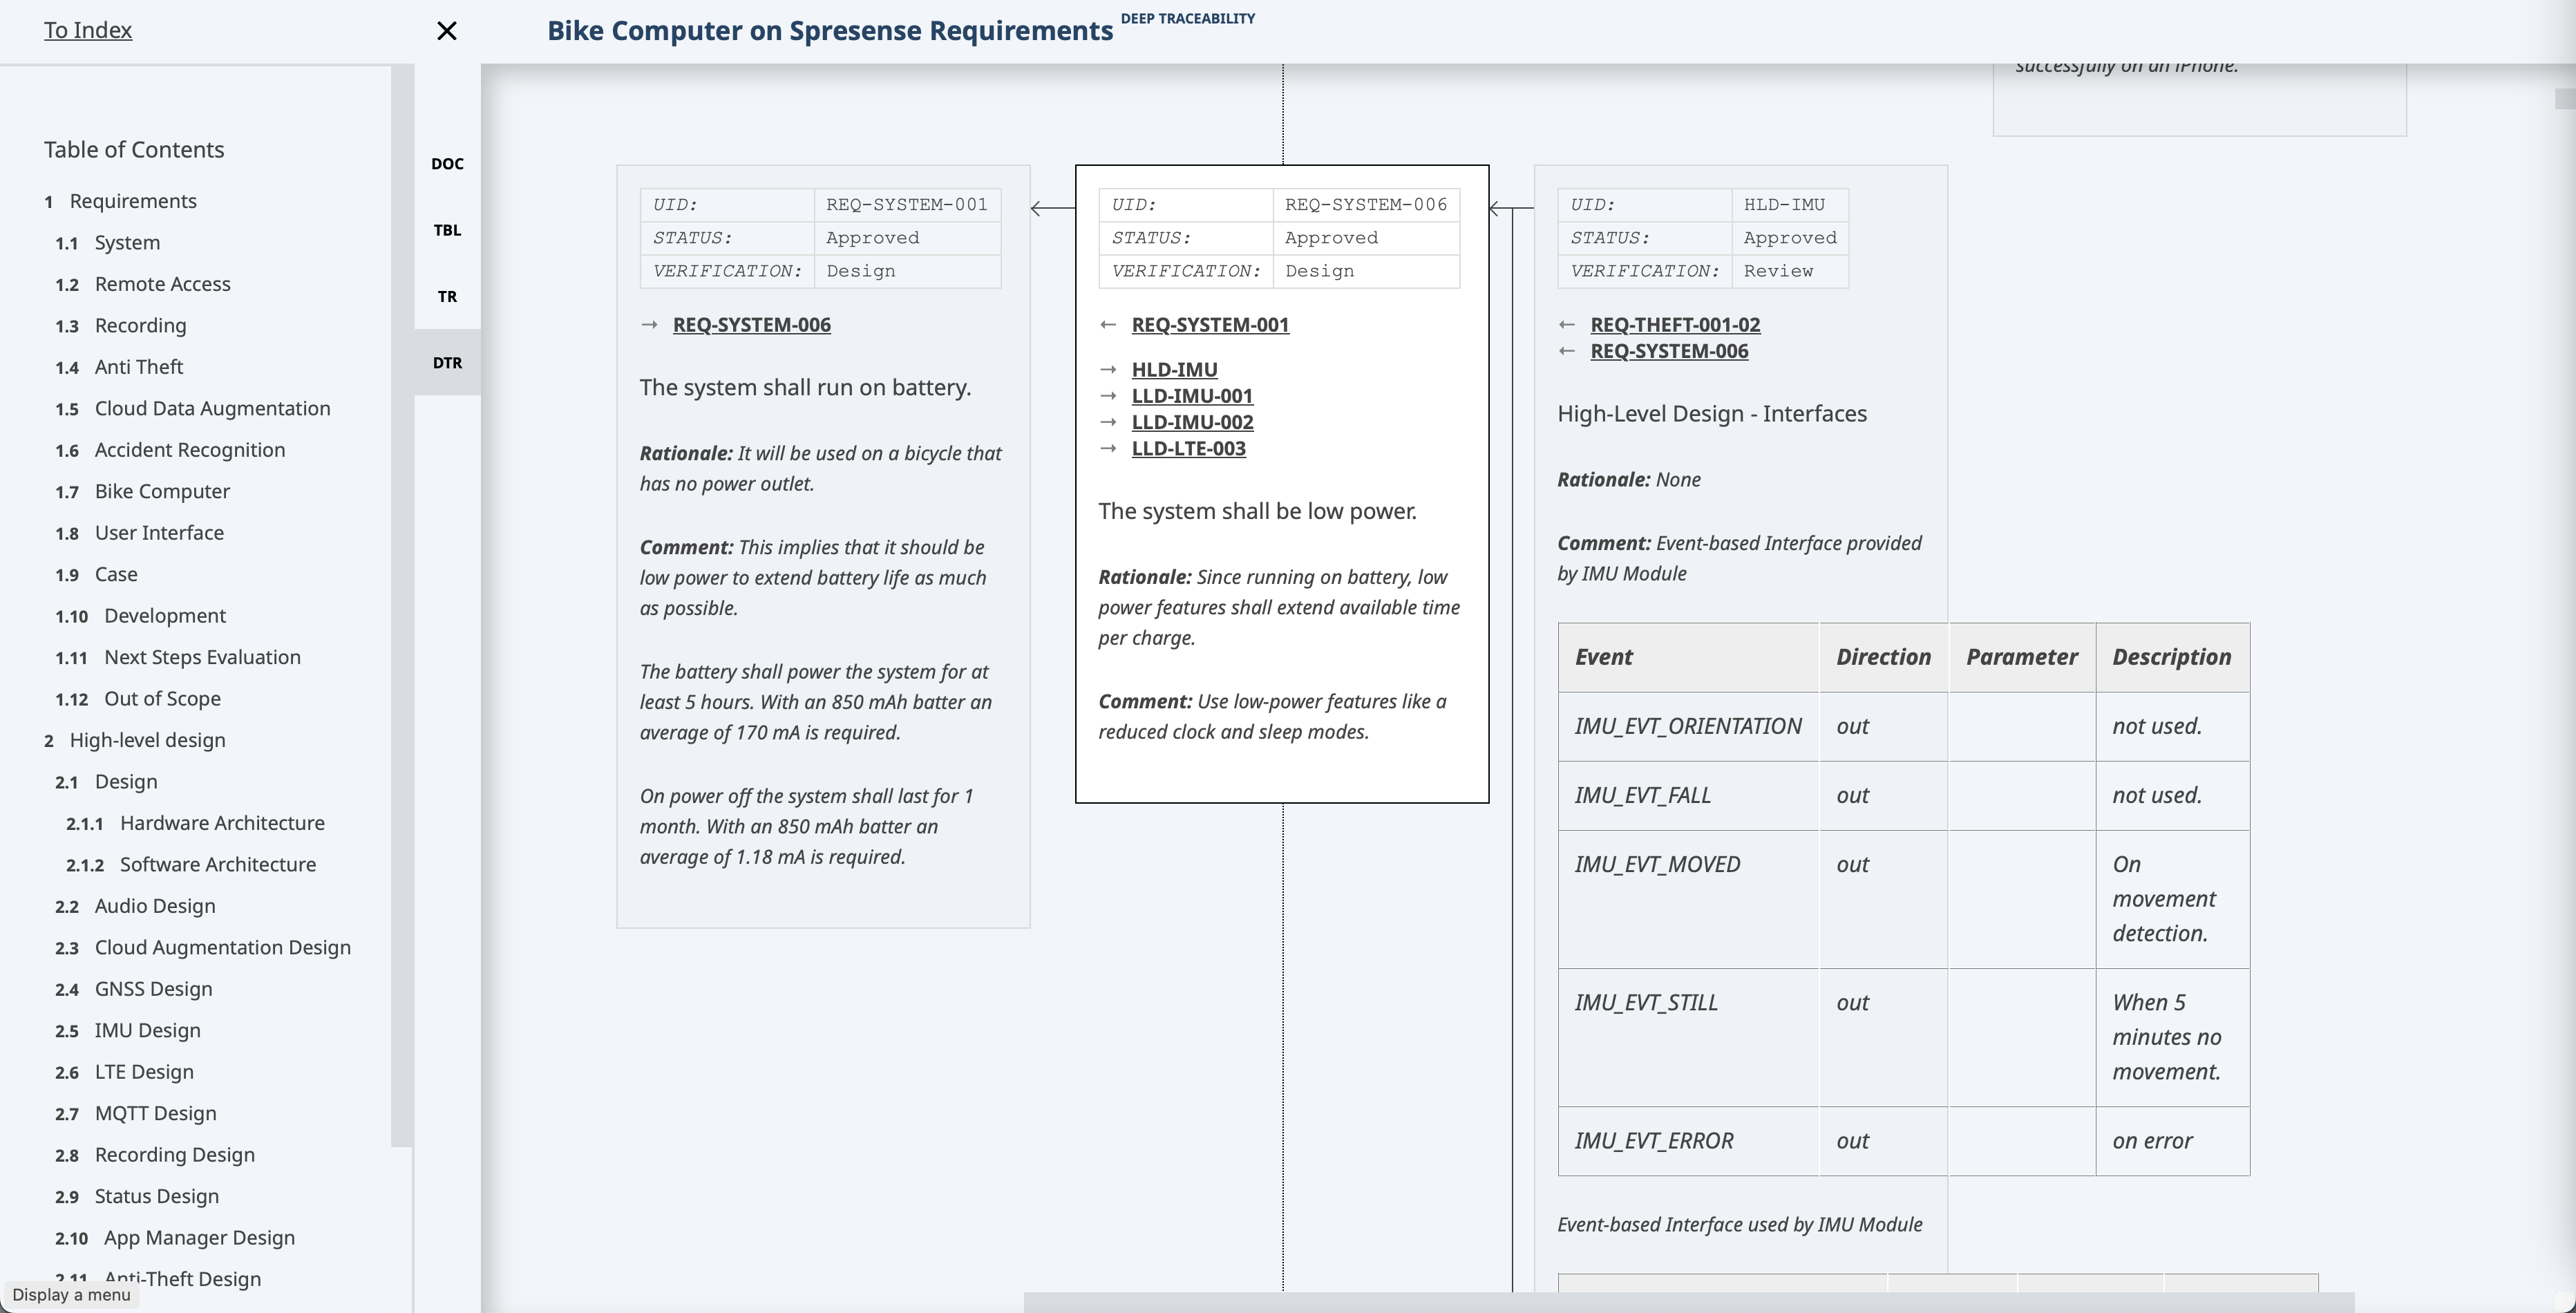 To Index
Bike Computer on Spresense Requirements DEEP TRACEABILITY
Table of Contents
1 Requirements
1.1 System
1.2 Remote Access
1.3 Recording
1.4 Anti Theft
1.5 Cloud Data Augmentation
1.6 Accident Recognition
1.7 Bike Computer
1.8 User Interface
1.9 Case
1.10 Development
1.11 Next Steps Evaluation
1.12 Out of Scope
2 High-level design
2.1 Design
2.1.1 Hardware Architecture
2.1.2 Software Architecture
2.2 Audio Design
2.3 Cloud Augmentation Design
2.4 GNSS Design
2.5 IMU Design
2.6 LTE Design
2.7 MQTT Design
2.8 Recording Design
2.9 Status Design
2.10 App Manager Design
2.11 Anti-Theft Design
Display a menu
DOC
TBL
TR
DTR
successfully on an iPhone.
UID: REQ-SYSTEM-001
STATUS: Approved
VERIFICATION: Design
→ REQ-SYSTEM-006
The system shall run on battery.
Rationale: It will be used on a bicycle that
has no power outlet.
Comment: This implies that it should be
low power to extend battery life as much
as possible.
The battery shall power the system for at
least 5 hours. With an 850 mAh batter an
average of 170 mA is required.
On power off the system shall last for 1
month. With an 850 mAh batter an
average of 1.18 mA is required.
UID: REQ-SYSTEM-006
STATUS: Approved
VERIFICATION: Design
← REQ-SYSTEM-001
→ HLD-IMU
→ LLD-IMU-001
→ LLD-IMU-002
→ LLD-LTE-003
The system shall be low power.
Rationale: Since running on battery, low
power features shall extend available time
per charge.
Comment: Use low-power features like a
reduced clock and sleep modes.
UID: HLD-IMU
STATUS: Approved
VERIFICATION: Review
← REQ-THEFT-001-02
← REQ-SYSTEM-006
High-Level Design - Interfaces
Rationale: None
Comment: Event-based Interface provided
by IMU Module
Event Direction Parameter Description
IMU_EVT_ORIENTATION out not used.
IMU_EVT_FALL out not used.
IMU_EVT_MOVED out On
movement
detection.
IMU_EVT_STILL out When 5
minutes no
movement.
IMU_EVT_ERROR out on error
Event-based Interface used by IMU Module